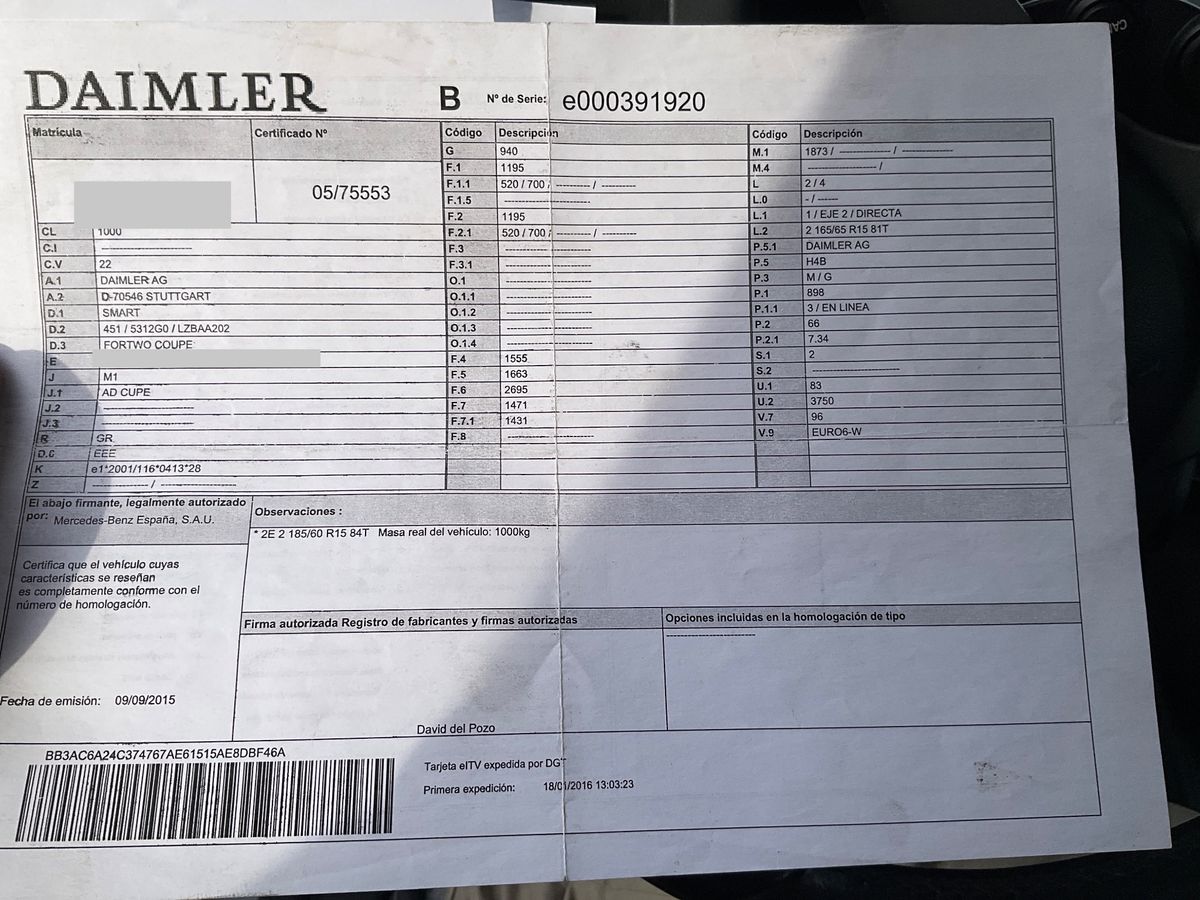 DAIMLER
B Nº de Serie: e000391920
Matrícula
Certificado Nº
05/75553
CL 1000
C.I --------------------
C.V 22
A.1 DAIMLER AG
A.2 D-70546 STUTTGART
D.1 SMART
D.2 451 / 5312G0 / LZBAA202
D.3 FORTWO COUPE
E
J M1
J.1 AD CUPE
J.2 --------------------
J.3 --------------------
R GR
D.6 EEE
K e1*2001/116*0413*28
Z ------------ / ----------------
Código Descripción
G 940
F.1 1195
F.1.1 520 / 700 / --------- / ---------
F.1.5 --------------------
F.2 1195
F.2.1 520 / 700 / --------- / ---------
F.3 --------------------
F.3.1 --------------------
O.1 --------------------
O.1.1 --------------------
O.1.2 --------------------
O.1.3 --------------------
O.1.4 --------------------
F.4 1555
F.5 1663
F.6 2695
F.7 1471
F.7.1 1431
F.8 --------------------
Código Descripción
M.1 1873 / ------------ / ------------
M.4 ---------------- /
L 2 / 4
L.0 - / ------
L.1 1 / EJE 2 / DIRECTA
L.2 2 165/65 R15 81T
P.5.1 DAIMLER AG
P.5 H4B
P.3 M / G
P.1 898
P.1.1 3 / EN LINEA
P.2 66
P.2.1 7.34
S.1 2
S.2 --------------------
U.1 83
U.2 3750
V.7 96
V.9 EURO6-W
El abajo firmante, legalmente autorizado
por: Mercedes-Benz España, S.A.U.
Certifica que el vehículo cuyas
características se reseñan
es completamente conforme con el
número de homologación.
Fecha de emisión: 09/09/2015
Observaciones :
* 2E 2 185/60 R15 84T Masa real del vehículo: 1000kg
Firma autorizada Registro de fabricantes y firmas autorizadas
David del Pozo
Opciones incluidas en la homologación de tipo
--------------------
BB3AC6A24C374767AE61515AE8DBF46A
Tarjeta eITV expedida por DGT
Primera expedición: 18/01/2016 13:03:23